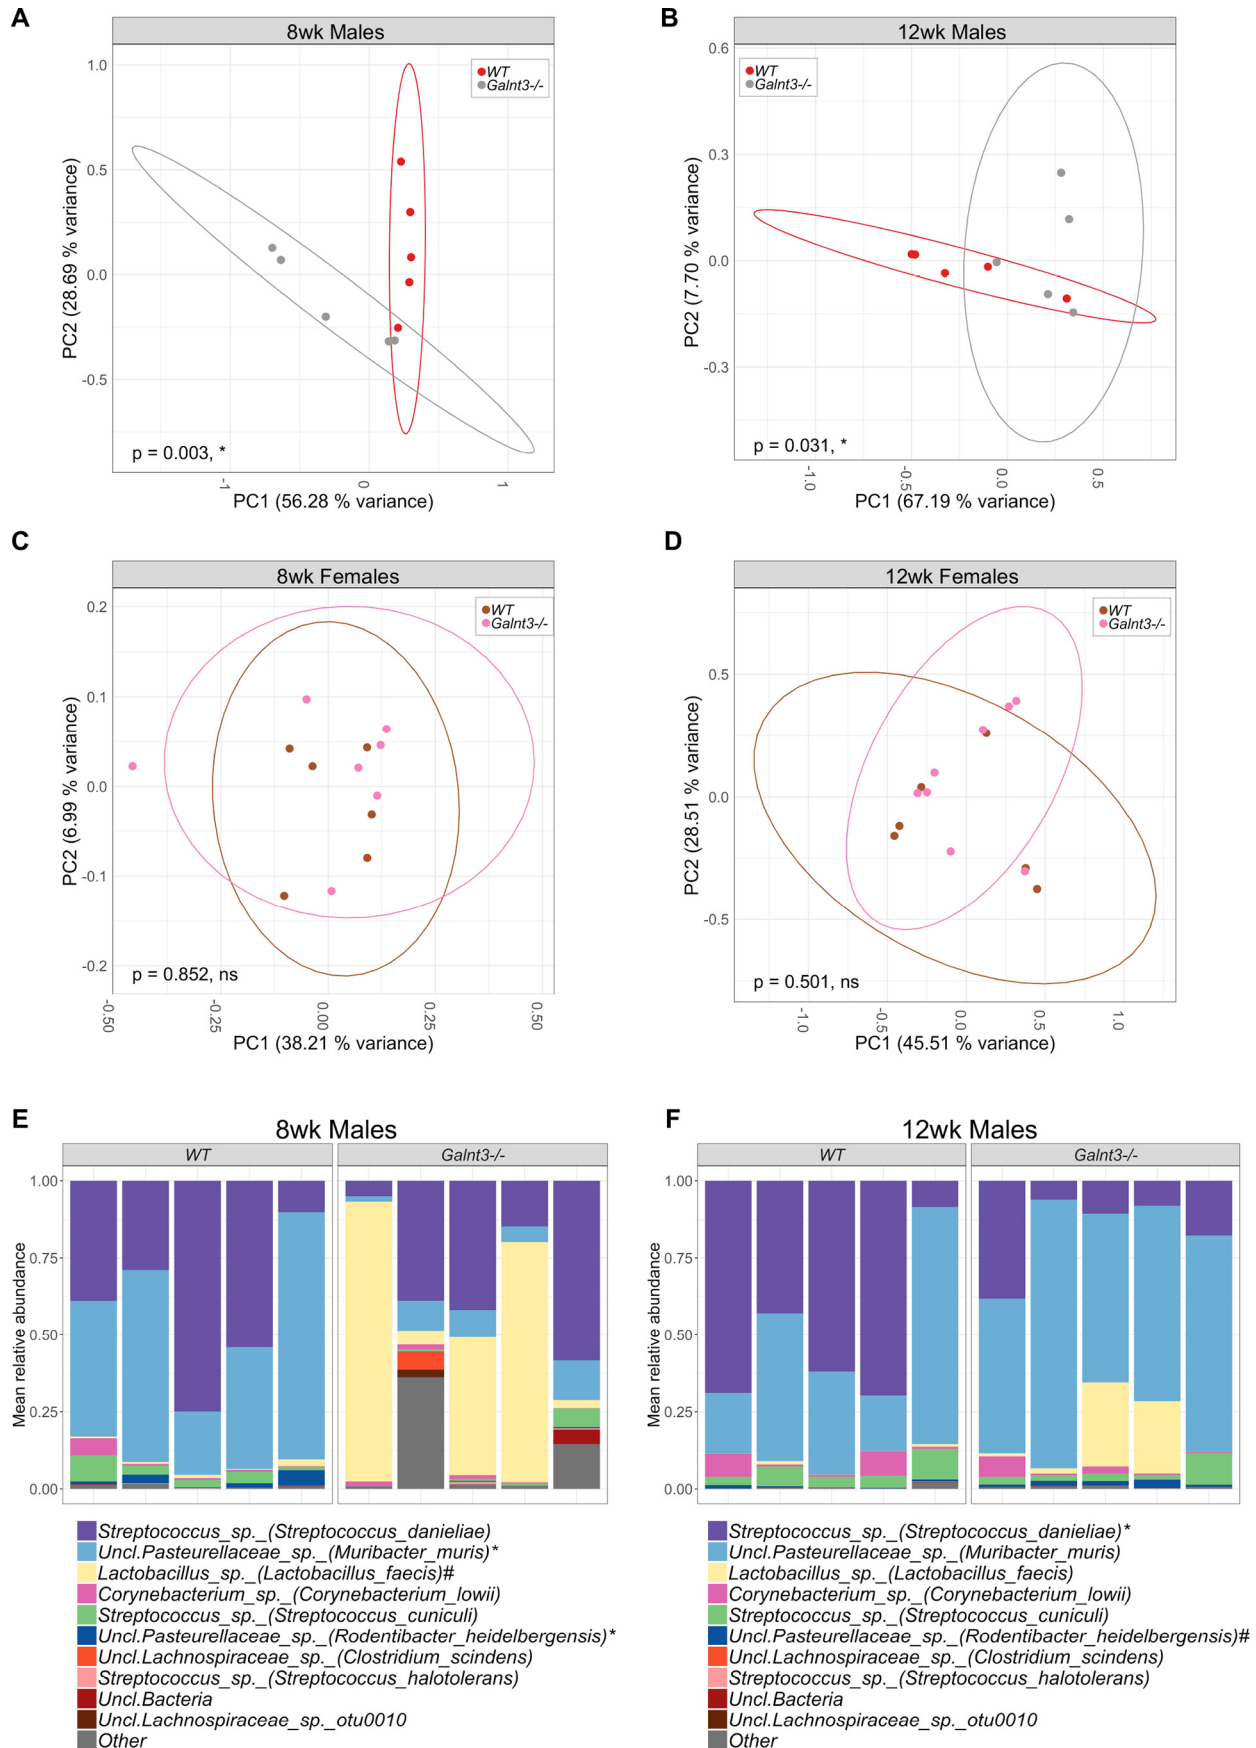 A
8wk Males
WT
Galnt3-/-
1.0
0.5
0.0
-0.5
PC2 (28.69 % variance)
p = 0.003, *
-1
0
1
PC1 (56.28 % variance)
B
12wk Males
WT
Galnt3-/-
0.6
0.3
0.0
-0.3
PC2 (7.70 % variance)
p = 0.031, *
-1.0
-0.5
0.0
0.5
PC1 (67.19 % variance)
C
8wk Females
WT
Galnt3-/-
0.2
0.1
0.0
-0.1
-0.2
PC2 (6.99 % variance)
p = 0.852, ns
-0.50
-0.25
0.00
0.25
0.50
PC1 (38.21 % variance)
D
12wk Females
WT
Galnt3-/-
0.5
0.0
-0.5
PC2 (28.51 % variance)
p = 0.501, ns
-1.0
-0.5
0.0
0.5
1.0
PC1 (45.51 % variance)
E
8wk Males
WT
Galnt3-/-
1.00
0.75
0.50
0.25
0.00
Mean relative abundance
Streptococcus_sp._(Streptococcus_danieliae)
Uncl.Pasteurellaceae_sp._(Muribacter_muris)*
Lactobacillus_sp._(Lactobacillus_faecis)#
Corynebacterium_sp._(Corynebacterium_lowii)
Streptococcus_sp._(Streptococcus_cuniculi)
Uncl.Pasteurellaceae_sp._(Rodentibacter_heidelbergensis)*
Uncl.Lachnospiraceae_sp._(Clostridium_scindens)
Streptococcus_sp._(Streptococcus_halotolerans)
Uncl.Bacteria
Uncl.Lachnospiraceae_sp._otu0010
Other
F
12wk Males
WT
Galnt3-/-
1.00
0.75
0.50
0.25
0.00
Mean relative abundance
Streptococcus_sp._(Streptococcus_danieliae)*
Uncl.Pasteurellaceae_sp._(Muribacter_muris)
Lactobacillus_sp._(Lactobacillus_faecis)
Corynebacterium_sp._(Corynebacterium_lowii)
Streptococcus_sp._(Streptococcus_cuniculi)
Uncl.Pasteurellaceae_sp._(Rodentibacter_heidelbergensis)#
Uncl.Lachnospiraceae_sp._(Clostridium_scindens)
Streptococcus_sp._(Streptococcus_halotolerans)
Uncl.Bacteria
Uncl.Lachnospiraceae_sp._otu0010
Other